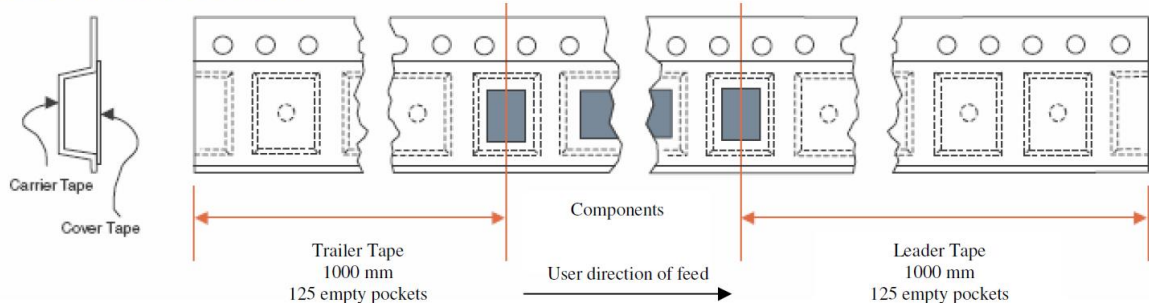 Carrier Tape
Cover Tape
Components
Trailer Tape
1000 mm
125 empty pockets
User direction of feed
Leader Tape
1000 mm
125 empty pockets